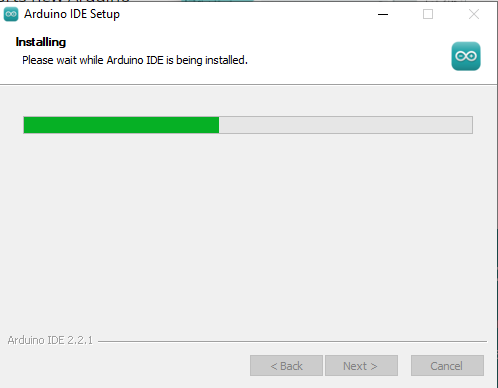 Arduino IDE Setup
Installing
Please wait while Arduino IDE is being installed.
Arduino IDE 2.2.1
< Back
Next >
Cancel